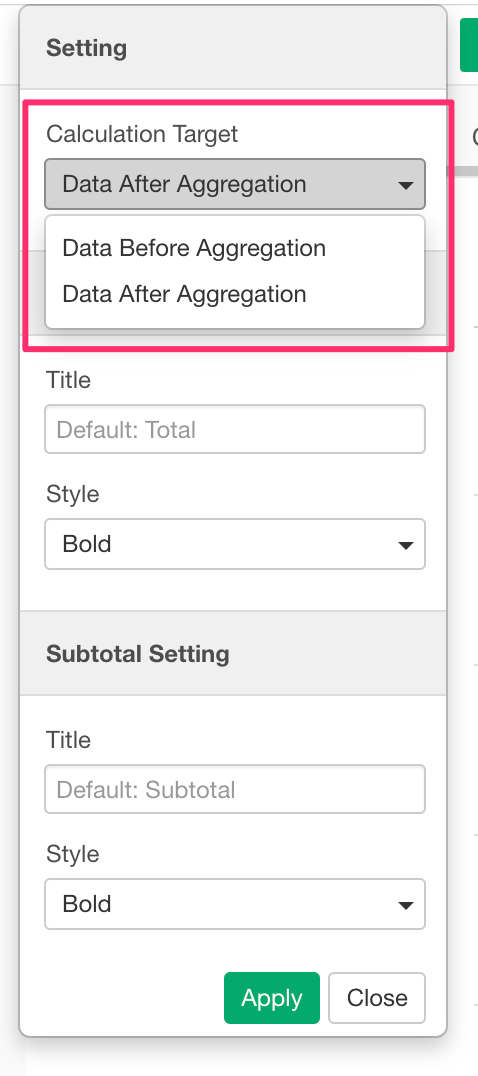 Setting
Calculation Target
Data After Aggregation
Data Before Aggregation
Data After Aggregation
Title
Default: Total
Style
Bold
Subtotal Setting
Title
Default: Subtotal
Style
Bold
Apply Close